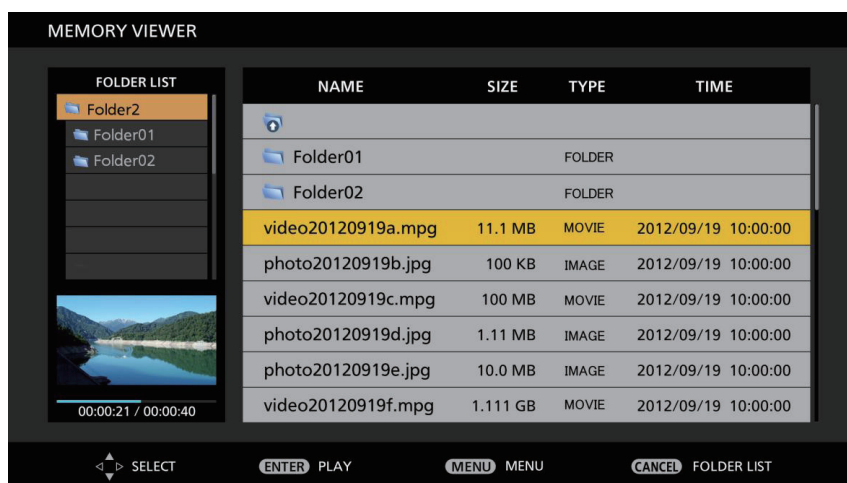 MEMORY VIEWER
FOLDER LIST
Folder2
Folder01
Folder02
00:00:21 / 00:00:40
NAME SIZE TYPE TIME
Folder01 FOLDER
Folder02 FOLDER
video20120919a.mpg 11.1 MB MOVIE 2012/09/19 10:00:00
photo20120919b.jpg 100 KB IMAGE 2012/09/19 10:00:00
video20120919c.mpg 100 MB MOVIE 2012/09/19 10:00:00
photo20120919d.jpg 1.11 MB IMAGE 2012/09/19 10:00:00
photo20120919e.jpg 10.0 MB IMAGE 2012/09/19 10:00:00
video20120919f.mpg 1.111 GB MOVIE 2012/09/19 10:00:00
SELECT ENTER PLAY MENU MENU CANCEL FOLDER LIST